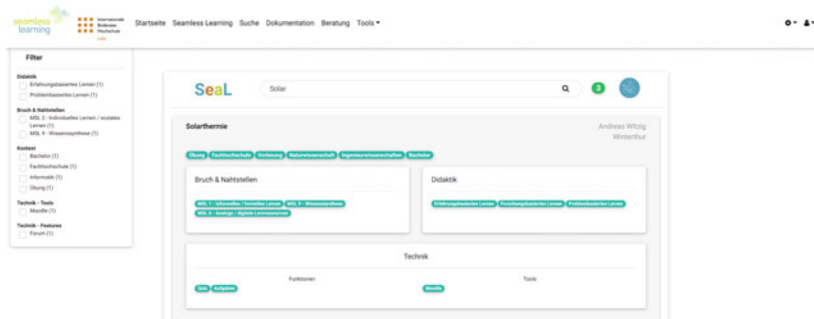 seamless learning
Internationale Bodensee Hochschule
Labs
Startseite Seamless Learning Suche Dokumentation Beratung Tools
Filter
Didaktik
Erfahrungsbasiertes Lernen (1)
Problembasiertes Lernen (1)
Bruch & Nahtstellen
MSL 2 - Individuelles Lernen / soziales
Lernen (1)
MSL 9 - Wissenssynthese (1)
Kontext
Bachelor (1)
Fachhochschule (1)
Informatik (1)
Übung (1)
Technik - Tools
Moodle (1)
Technik - Features
Forum (1)
SeaL
Solar
3
Solarthermie
Andreas Witzig
Winterthur
Übung Fachhochschule Vorlesung Naturwissenschaft Ingenieurwissenschaften Bachelor
Bruch & Nahtstellen
MSL 1 - Informelles / formelles Lernen MSL 9 - Wissenssynthese
MSL 6 - Analoge / digitale Lernressourcen
Didaktik
Erfahrungsbasiertes Lernen Forschungsbasiertes Lernen Problembasiertes Lernen
Technik
Funktionen
Quiz Aufgaben
Tools
Moodle